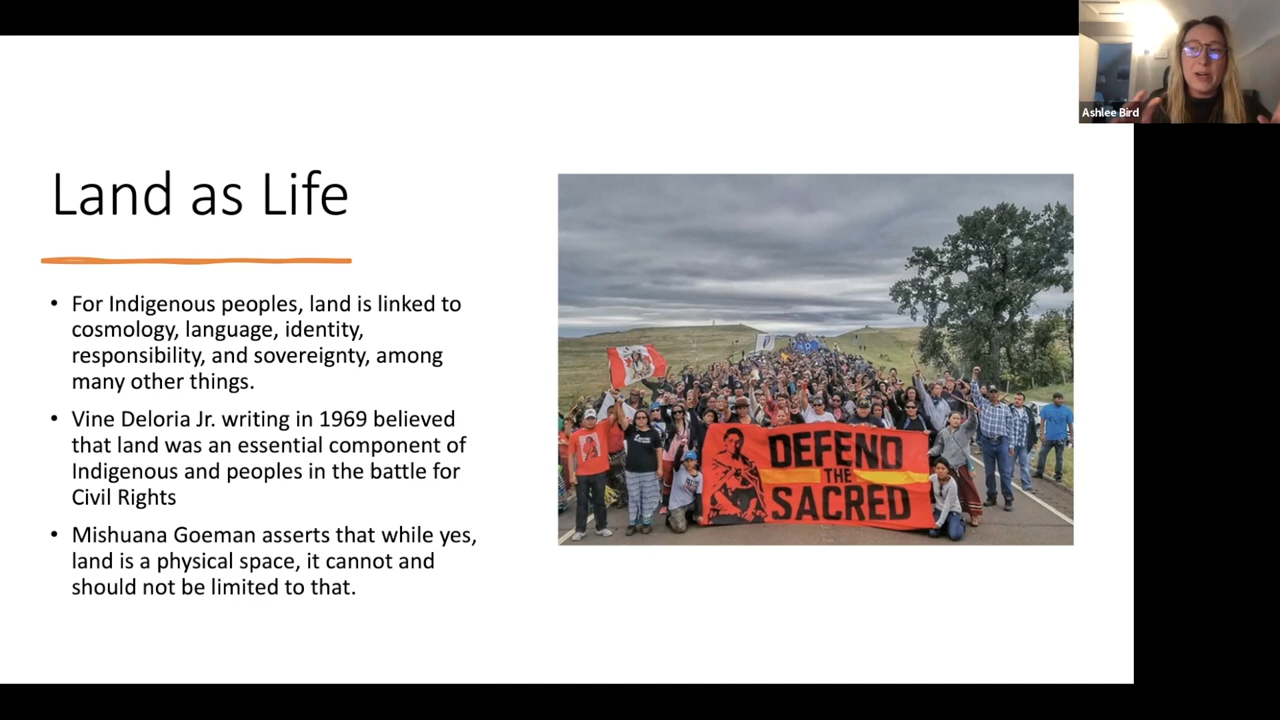 Ashlee Bird
Land as Life
• For Indigenous peoples, land is linked to
cosmology, language, identity,
responsibility, and sovereignty, among
many other things.
• Vine Deloria Jr. writing in 1969 believed
that land was an essential component of
Indigenous and peoples in the battle for
Civil Rights
• Mishuana Goeman asserts that while yes,
land is a physical space, it cannot and
should not be limited to that.
DEFEND
THE
SACRED